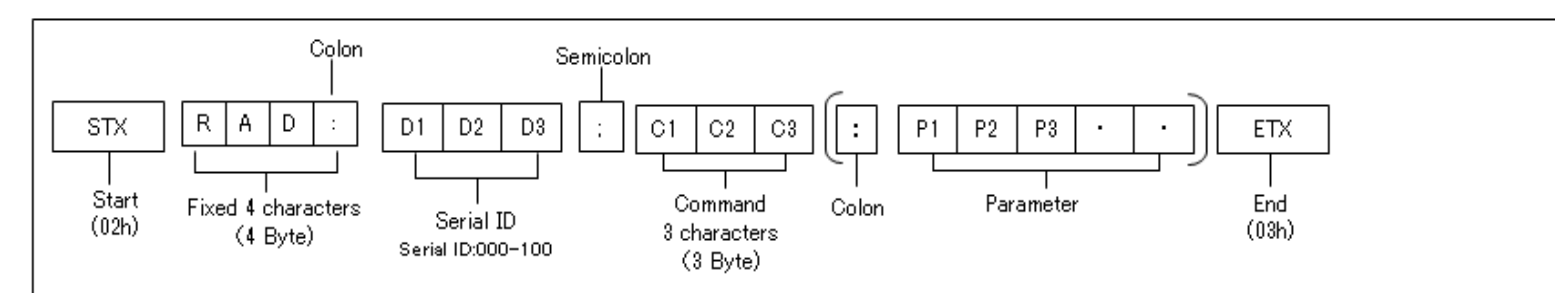 Colon
Semicolon
STX R A D : D1 D2 D3 ; C1 C2 C3 ( : P1 P2 P3 ・ ・ ) ETX
Start
(02h)
Fixed 4 characters
(4 Byte)
Serial ID
Serial ID:000-100
Command
3 characters
(3 Byte)
Colon
Parameter
End
(03h)